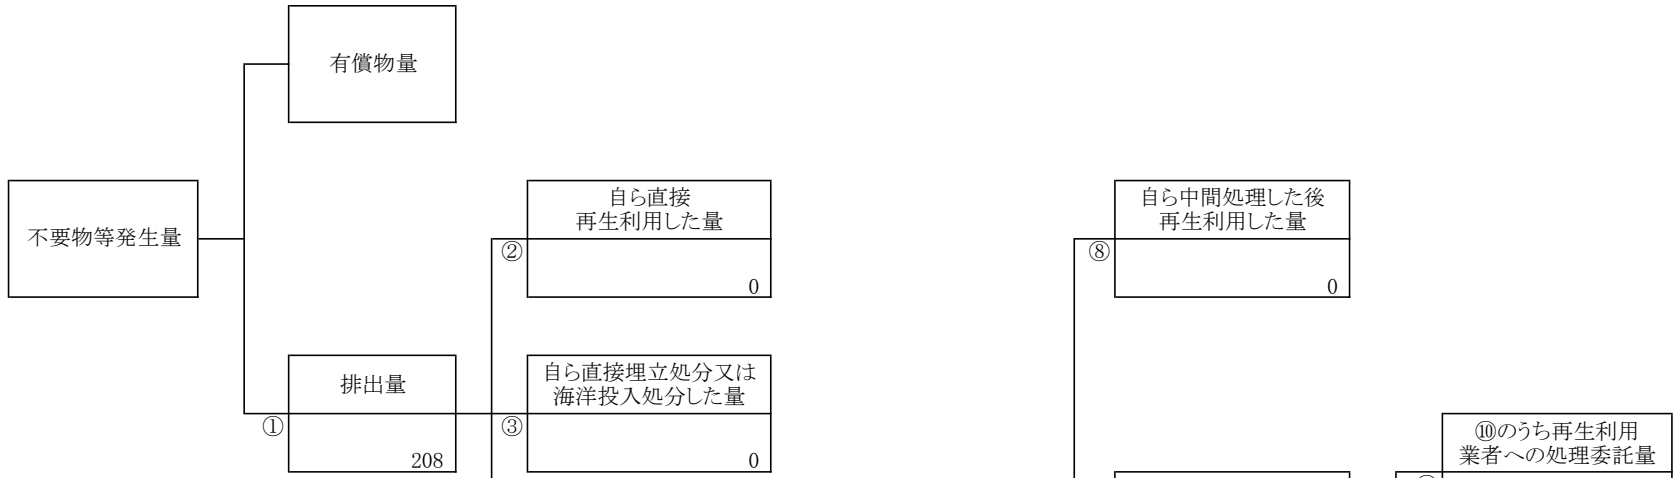 有償物量
不要物等発生量
自ら直接
再生利用した量
②
0
自ら中間処理した後
再生利用した量
⑧
0
排出量
①
208
自ら直接埋立処分又は
海洋投入処分した量
③
0
⑩のうち再生利用
業者への処理委託量